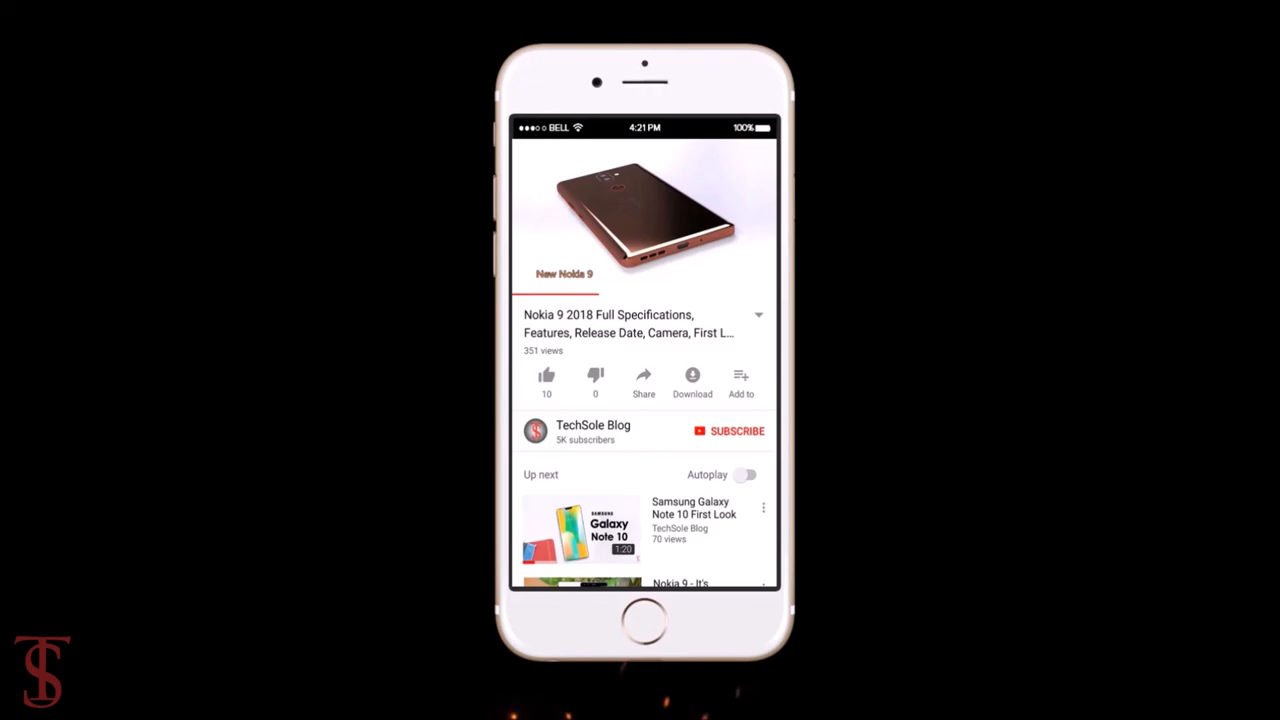 BELL 4:21 PM 100%
New Nokia 9
Nokia 9 2018 Full Specifications,
Features, Release Date, Camera, First L...
351 views
10 0 Share Download Add to
TechSole Blog
5K subscribers
SUBSCRIBE
Up next Autoplay
SAMSUNG
Galaxy
Note 10
1:20
Samsung Galaxy
Note 10 First Look
TechSole Blog
70 views
Nokia 9 - It's
TS